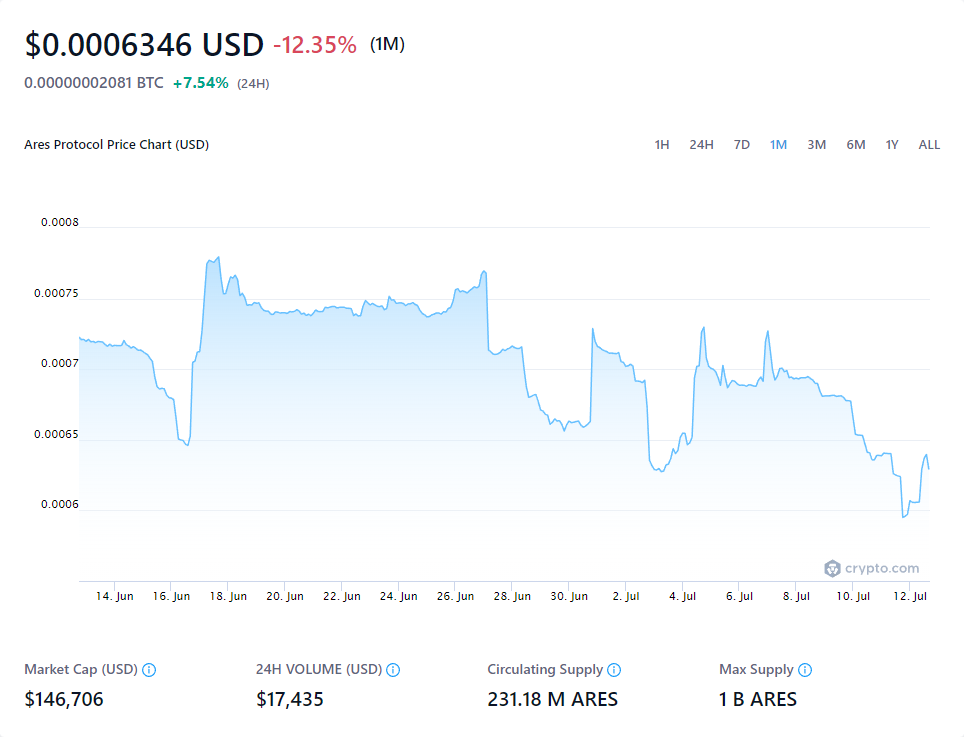 $0.0006346 USD -12.35% (1M)
0.00000002081 BTC +7.54% (24H)
Ares Protocol Price Chart (USD) 1H 24H 7D 1M 3M 6M 1Y ALL
0.0008
0.00075
0.0007
0.00065
0.0006
crypto.com
14. Jun 16. Jun 18. Jun 20. Jun 22. Jun 24. Jun 26. Jun 28. Jun 30. Jun 2. Jul 4. Jul 6. Jul 8. Jul 10. Jul 12. Jul
Market Cap (USD) 24H VOLUME (USD) Circulating Supply Max Supply
$146,706 $17,435 231.18 M ARES 1 B ARES